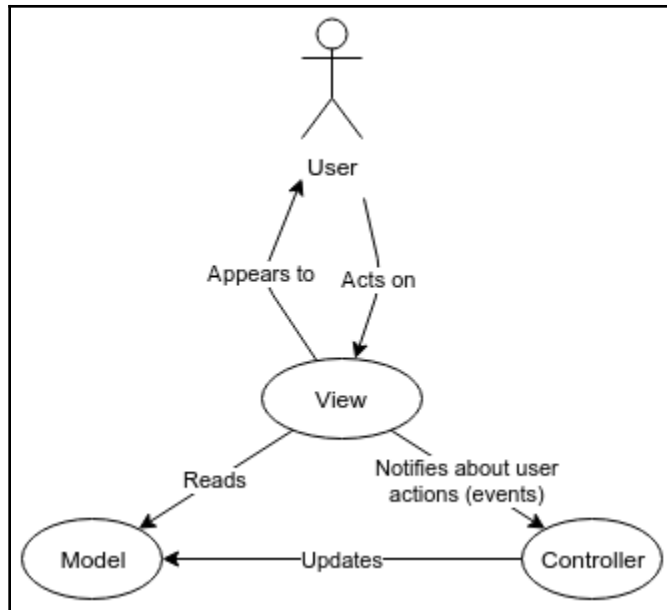 User
Appears to
Acts on
View
Reads
Notifies about user
actions (events)
Model
Updates
Controller